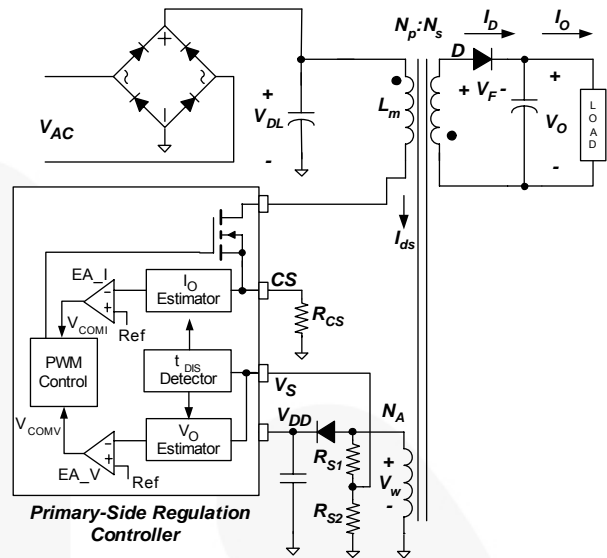 N_p:N_s
I_D
I_O
D
+
V_AC
+
V_DL
-
L_m
+ V_F -
+
V_O
-
LOAD
-
I_ds
EA_I
I_O
Estimator
CS
R_CS
V_COMI
Ref
PWM
Control
t_DIS
Detector
V_S
V_COMV
V_O
Estimator
V_DD
N_A
R_S1
+
V_w
-
EA_V
Ref
R_S2
Primary-Side Regulation
Controller